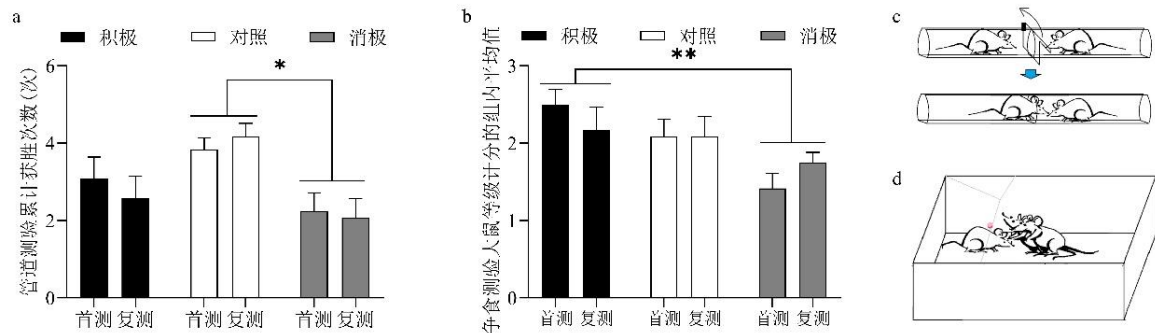 a
积极 对照 消极
管道测验累计获胜次数(次)
*
6
4
2
0
首测 复测 首测 复测 首测 复测
b
积极 对照 消极
争食测验大鼠等级计分的组内平均值
**
3
2
1
0
首测 复测 首测 复测 首测 复测
c
d